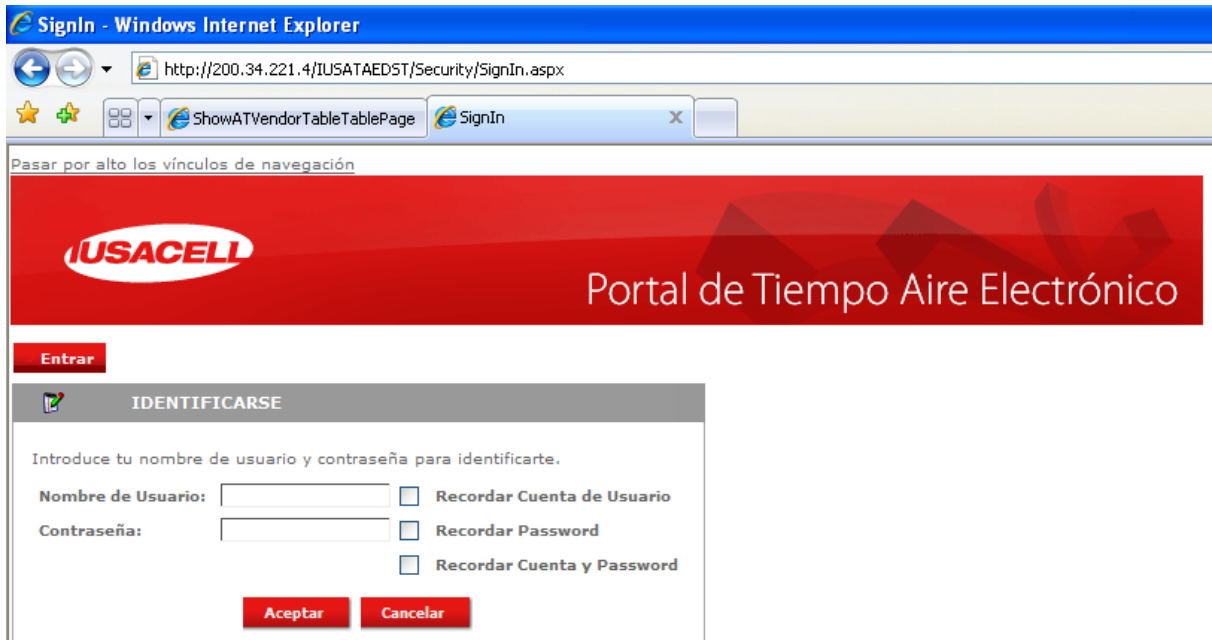 SignIn - Windows Internet Explorer
http://200.34.221.4/IUSATAEDST/Security/SignIn.aspx
ShowATVendorTableTablePage SignIn X
Pasar por alto los vínculos de navegación
IUSACELL
Portal de Tiempo Aire Electrónico
Entrar
IDENTIFICARSE
Introduce tu nombre de usuario y contraseña para identificarte.
Nombre de Usuario: Recordar Cuenta de Usuario
Contraseña: Recordar Password
Recordar Cuenta y Password
Aceptar Cancelar